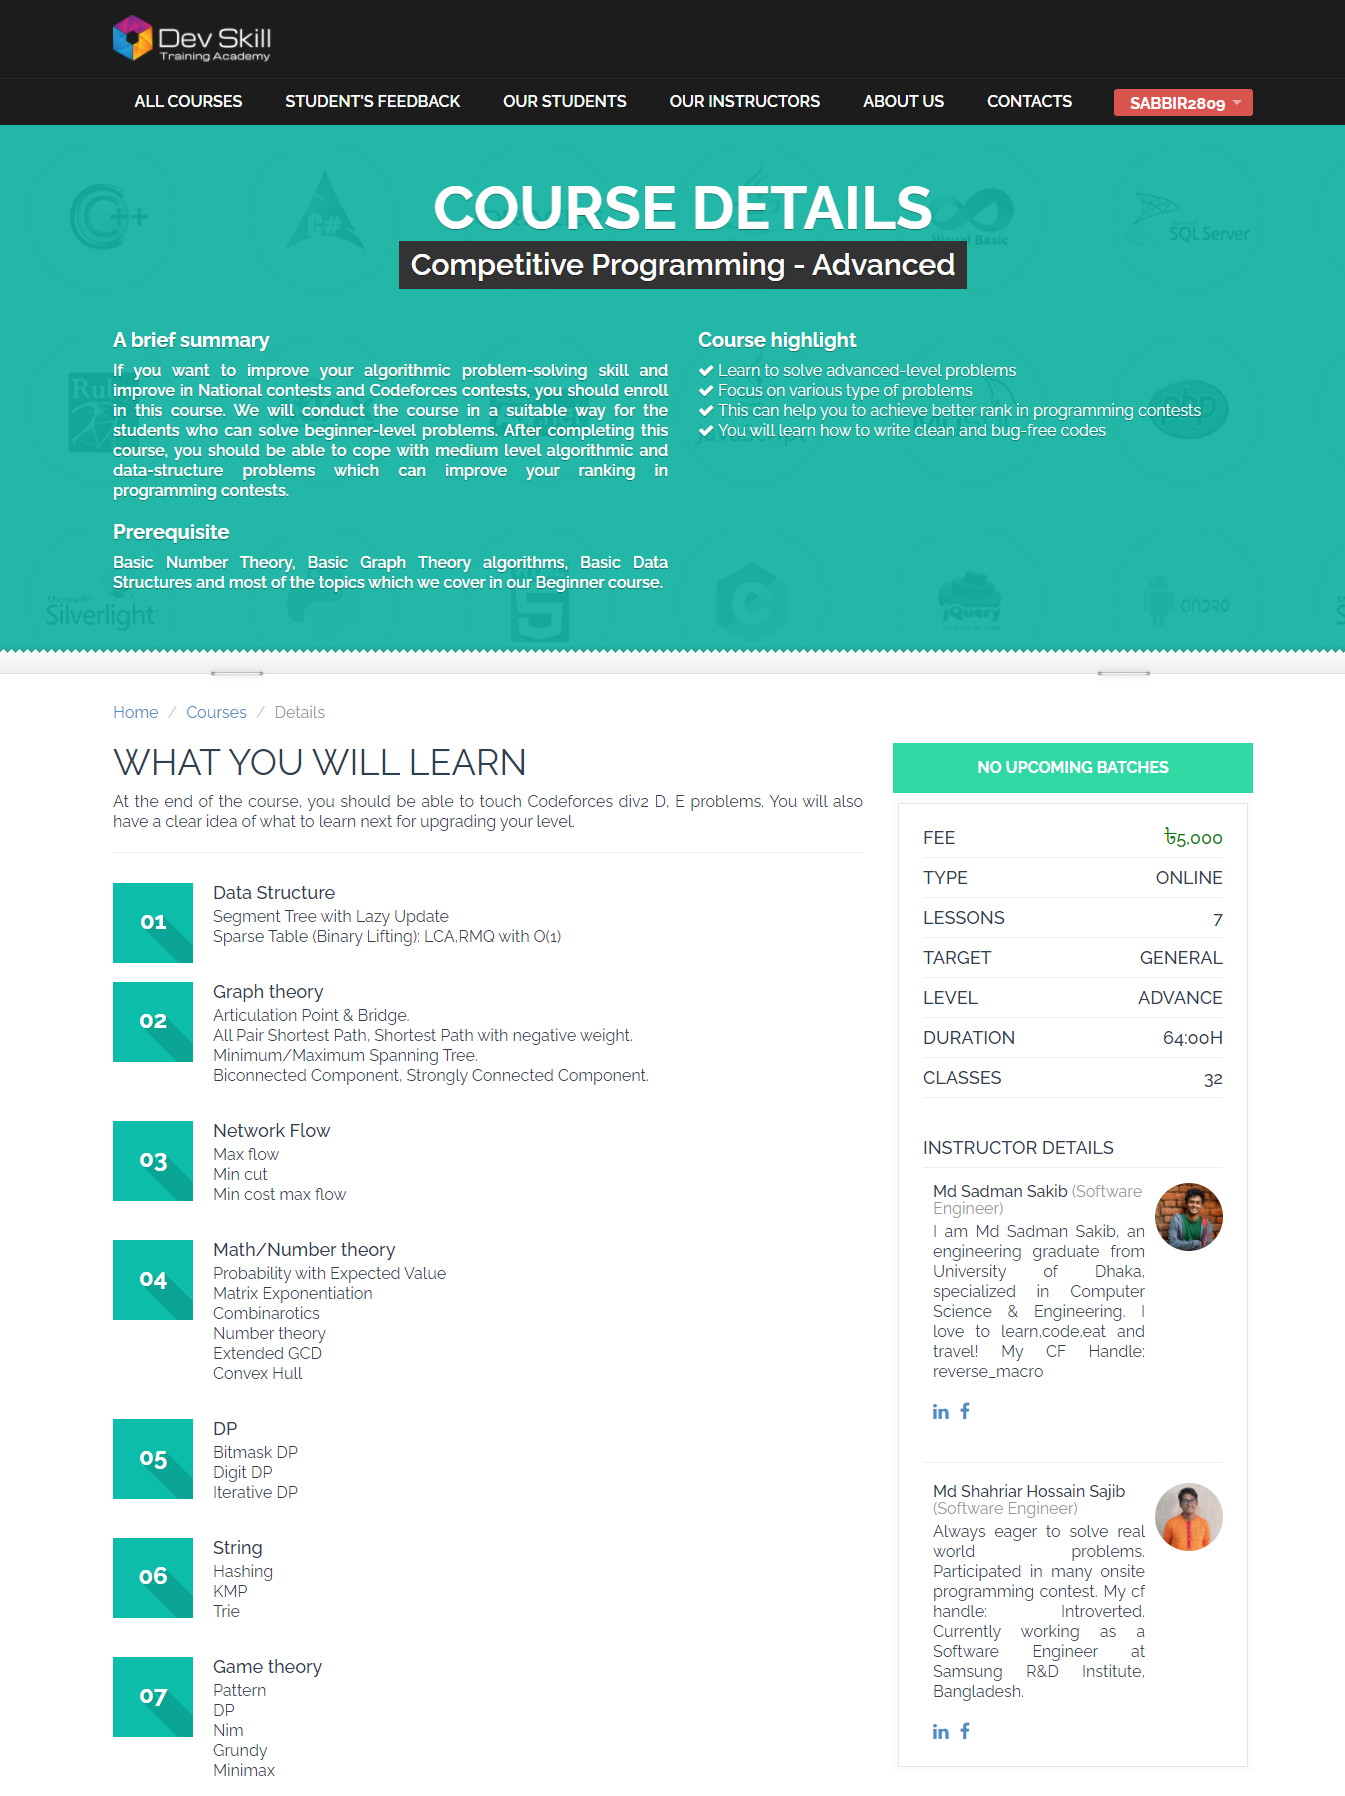 Dev Skill
Training Academy
ALL COURSES
STUDENT'S FEEDBACK
OUR STUDENTS
OUR INSTRUCTORS
ABOUT US
CONTACTS
SABBIR2809
COURSE DETAILS
Competitive Programming - Advanced
A brief summary
If you want to improve your algorithmic problem-solving skill and
improve in National contests and Codeforces contests, you should enroll
in this course. We will conduct the course in a suitable way for the
students who can solve beginner-level problems. After completing this
course, you should be able to cope with medium level algorithmic and
data-structure problems which can improve your ranking in
programming contests.
Prerequisite
Basic Number Theory, Basic Graph Theory algorithms, Basic Data
Structures and most of the topics which we cover in our Beginner course.
Course highlight
Learn to solve advanced-level problems
Focus on various type of problems
This can help you to achieve better rank in programming contests
You will learn how to write clean and bug-free codes
C++
C#
Visual Basic
SQL Server
JavaScript
php
Microsoft
Silverlight
jQuery
Home / Courses / Details
WHAT YOU WILL LEARN
At the end of the course, you should be able to touch Codeforces div2 D, E problems. You will also
have a clear idea of what to learn next for upgrading your level.
01
Data Structure
Segment Tree with Lazy Update
Sparse Table (Binary Lifting): LCA,RMQ with O(1)
02
Graph theory
Articulation Point & Bridge.
All Pair Shortest Path, Shortest Path with negative weight.
Minimum/Maximum Spanning Tree.
Biconnected Component, Strongly Connected Component.
03
Network Flow
Max flow
Min cut
Min cost max flow
04
Math/Number theory
Probability with Expected Value
Matrix Exponentiation
Combinarotics
Number theory
Extended GCD
Convex Hull
05
DP
Bitmask DP
Digit DP
Iterative DP
06
String
Hashing
KMP
Trie
07
Game theory
Pattern
DP
Nim
Grundy
Minimax
NO UPCOMING BATCHES
FEE ৳5,000
TYPE ONLINE
LESSONS 7
TARGET GENERAL
LEVEL ADVANCE
DURATION 64:00H
CLASSES 32
INSTRUCTOR DETAILS
Md Sadman Sakib (Software
Engineer)
I am Md Sadman Sakib, an
engineering graduate from
University of Dhaka,
specialized in Computer
Science & Engineering. I
love to learn,code,eat and
travel! My CF Handle:
reverse_macro
Md Shahriar Hossain Sajib
(Software Engineer)
Always eager to solve real
world problems.
Participated in many onsite
programming contest. My cf
handle: Introverted.
Currently working as a
Software Engineer at
Samsung R&D Institute,
Bangladesh.